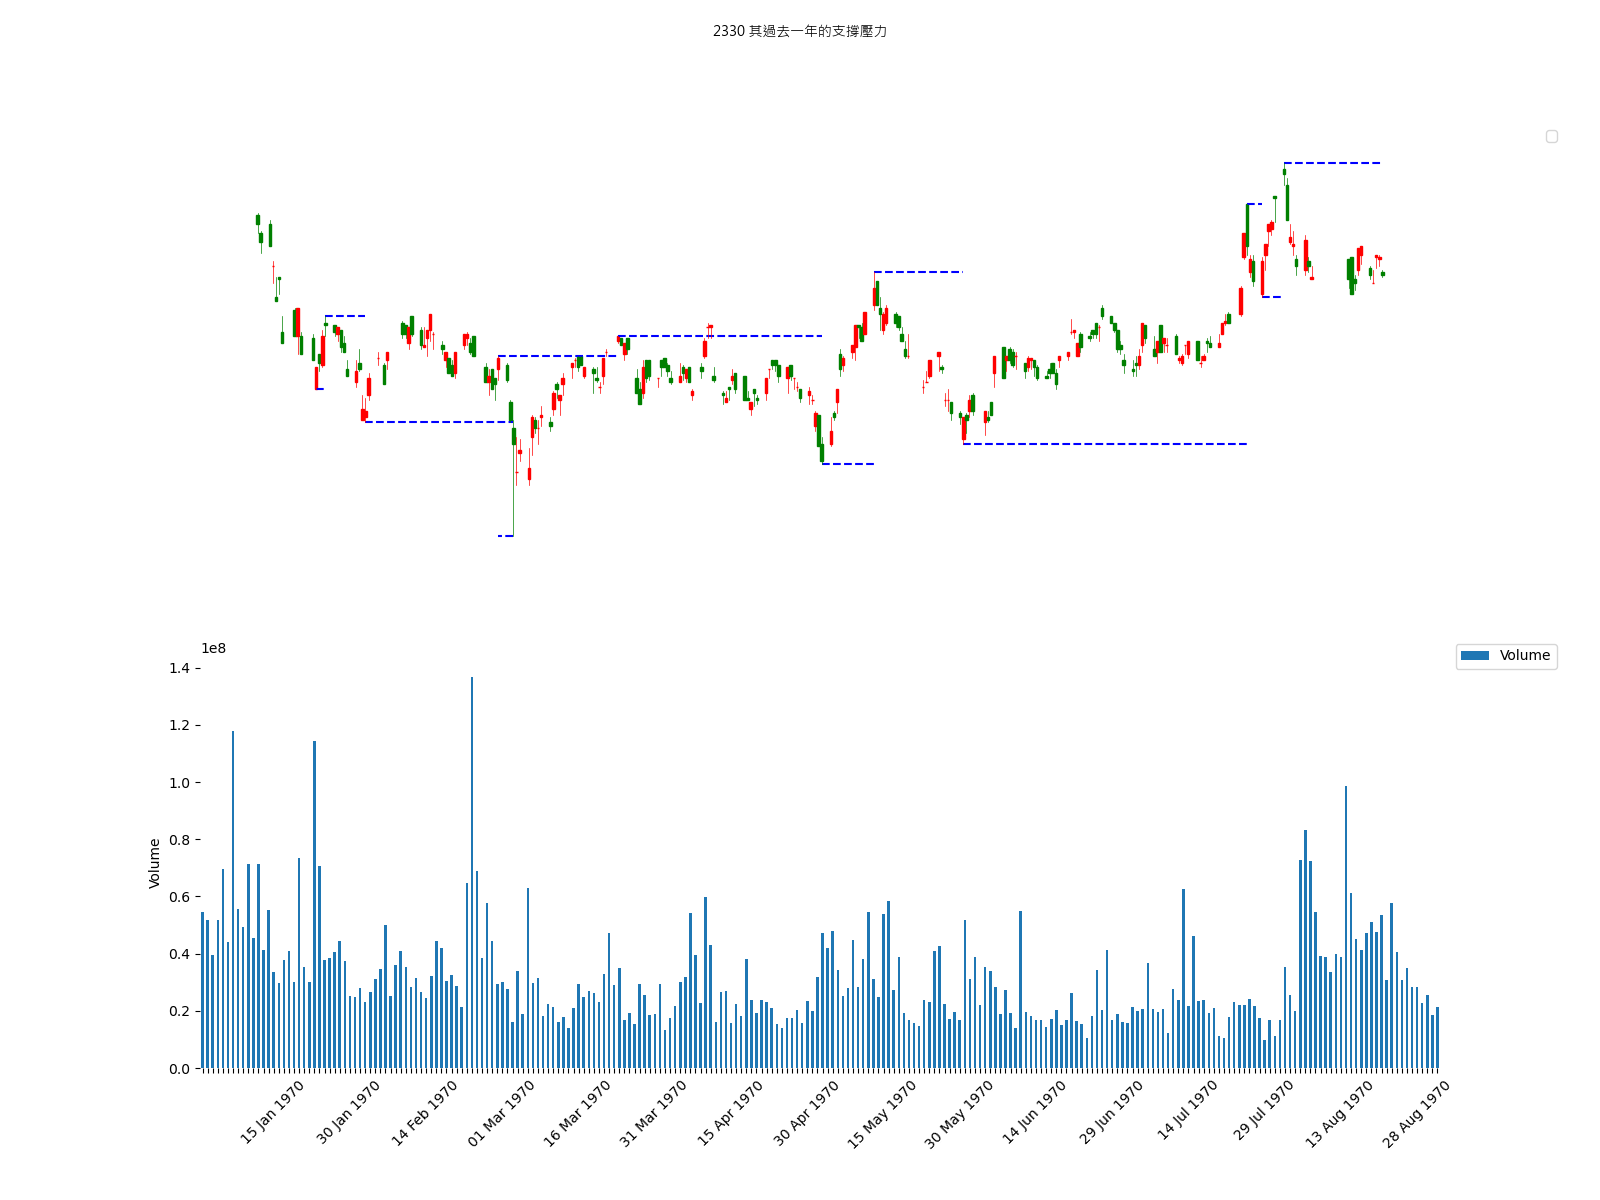 2330 其過去一年的支撐壓力
1e8
Volume
1.4
1.2
1.0
0.8
0.6
0.4
0.2
0.0
Volume
15 Jan 1970
30 Jan 1970
14 Feb 1970
01 Mar 1970
16 Mar 1970
31 Mar 1970
15 Apr 1970
30 Apr 1970
15 May 1970
30 May 1970
14 Jun 1970
29 Jun 1970
14 Jul 1970
29 Jul 1970
13 Aug 1970
28 Aug 1970